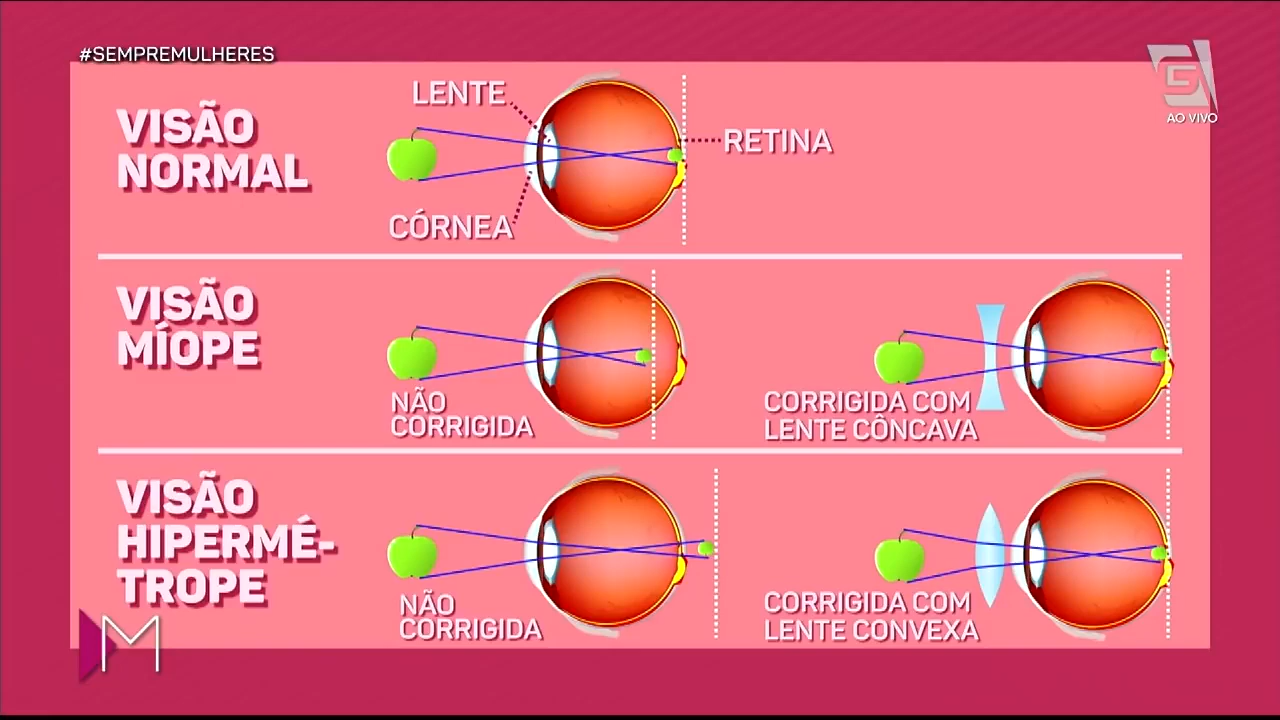 #SEMPREMULHERES
AO VIVO
VISÃO
NORMAL
LENTE
RETINA
CÓRNEA
VISÃO
MÍOPE
NÃO
CORRIGIDA
CORRIGIDA COM
LENTE CÔNCAVA
VISÃO
HIPERMÉ-
TROPE
NÃO
CORRIGIDA
CORRIGIDA COM
LENTE CONVEXA
M